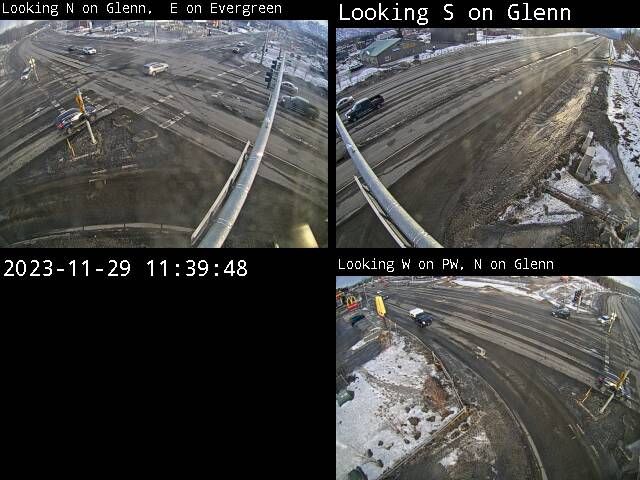 Looking N on Glenn, E on Evergreen
Looking S on Glenn
2023-11-29 11:39:48
Looking W on PW, N on Glenn